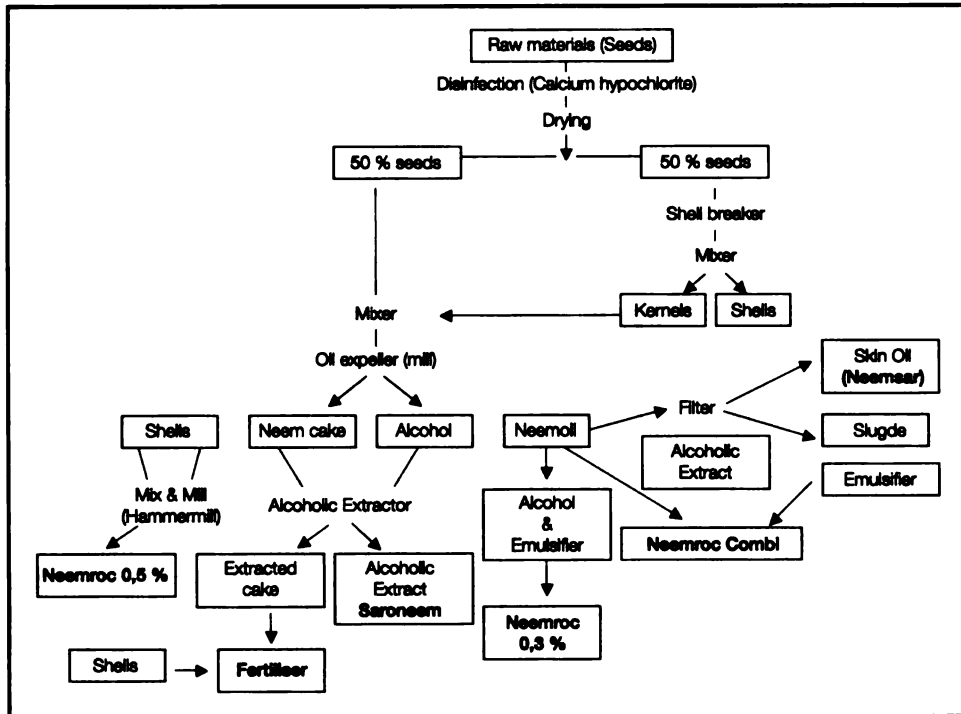 Raw materials (Seeds)
Disinfection (Calcium hypochlorite)
Drying
50 % seeds
50 % seeds
Shell breaker
Mixer
Kernels
Shells
Mixer
Oil expeller (mill)
Shells
Neem cake
Alcohol
Neemoil
Filter
Skin Oil
(Neemsar)
Slugde
Alcoholic
Extract
Emulsifier
Mix & Mill
(Hammermill)
Alcoholic Extractor
Alcohol
&
Emulsifier
Neemroc Combi
Neemroc 0,5 %
Extracted
cake
Alcoholic
Extract
Saroneem
Neemroc
0,3 %
Shells
Fertiliser